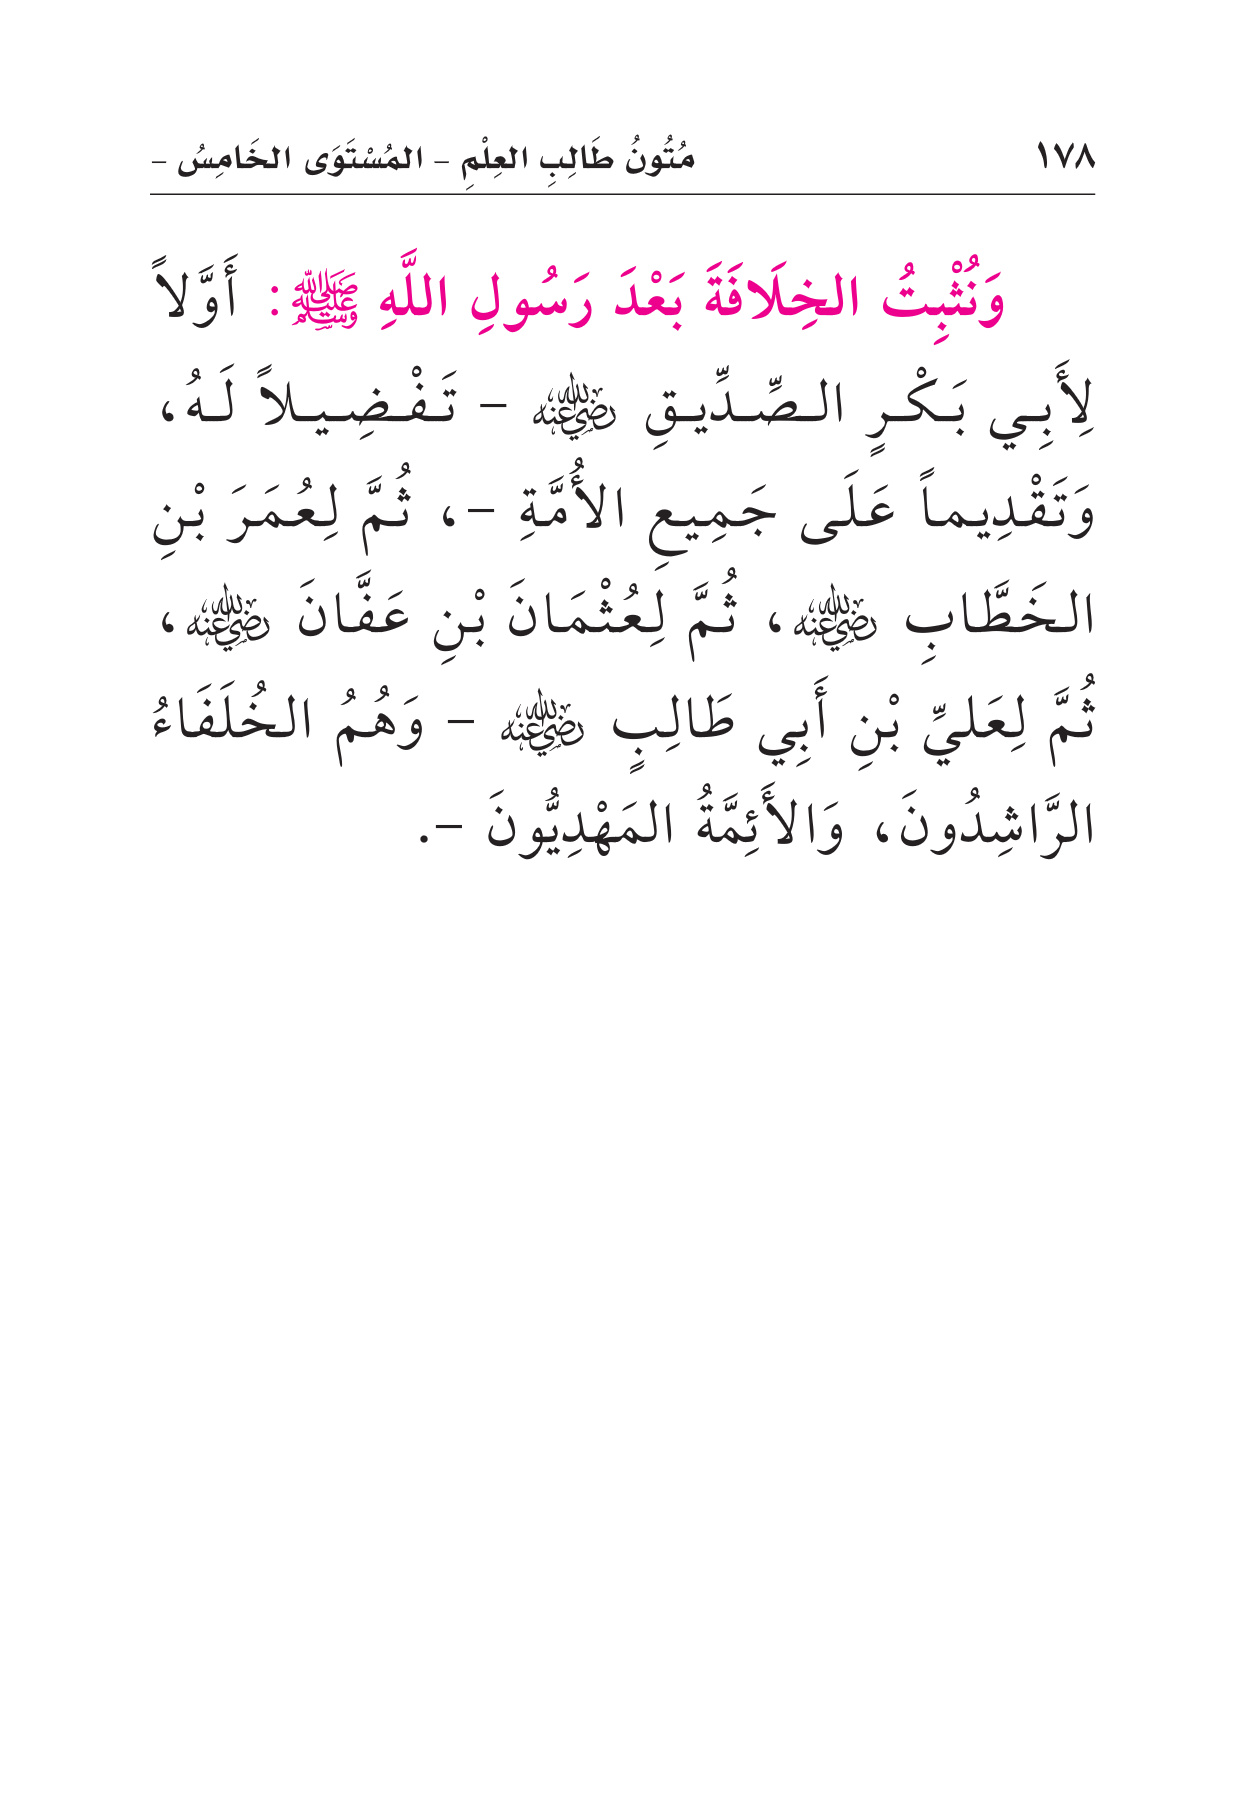 ١٧٨
مُتُونُ طَالِبِ العِلْمِ – المُسْتَوَى الخَامِسُ –
وَنُثْبِتُ الخِلَافَةَ بَعْدَ رَسُولِ اللَّهِ ﷺ: أَوَّلاً
لِأَبِي بَكْرٍ الصِّدِّيقِ رضي الله عنه – تَفْضِيلاً لَهُ،
وَتَقْدِيماً عَلَى جَمِيعِ الأُمَّةِ –، ثُمَّ لِعُمَرَ بْنِ
الخَطَّابِ رضي الله عنه، ثُمَّ لِعُثْمَانَ بْنِ عَفَّانَ رضي الله عنه،
ثُمَّ لِعَلِيِّ بْنِ أَبِي طَالِبٍ رضي الله عنه – وَهُمُ الخُلَفَاءُ
الرَّاشِدُونَ، وَالأَئِمَّةُ المَهْدِيُّونَ –.